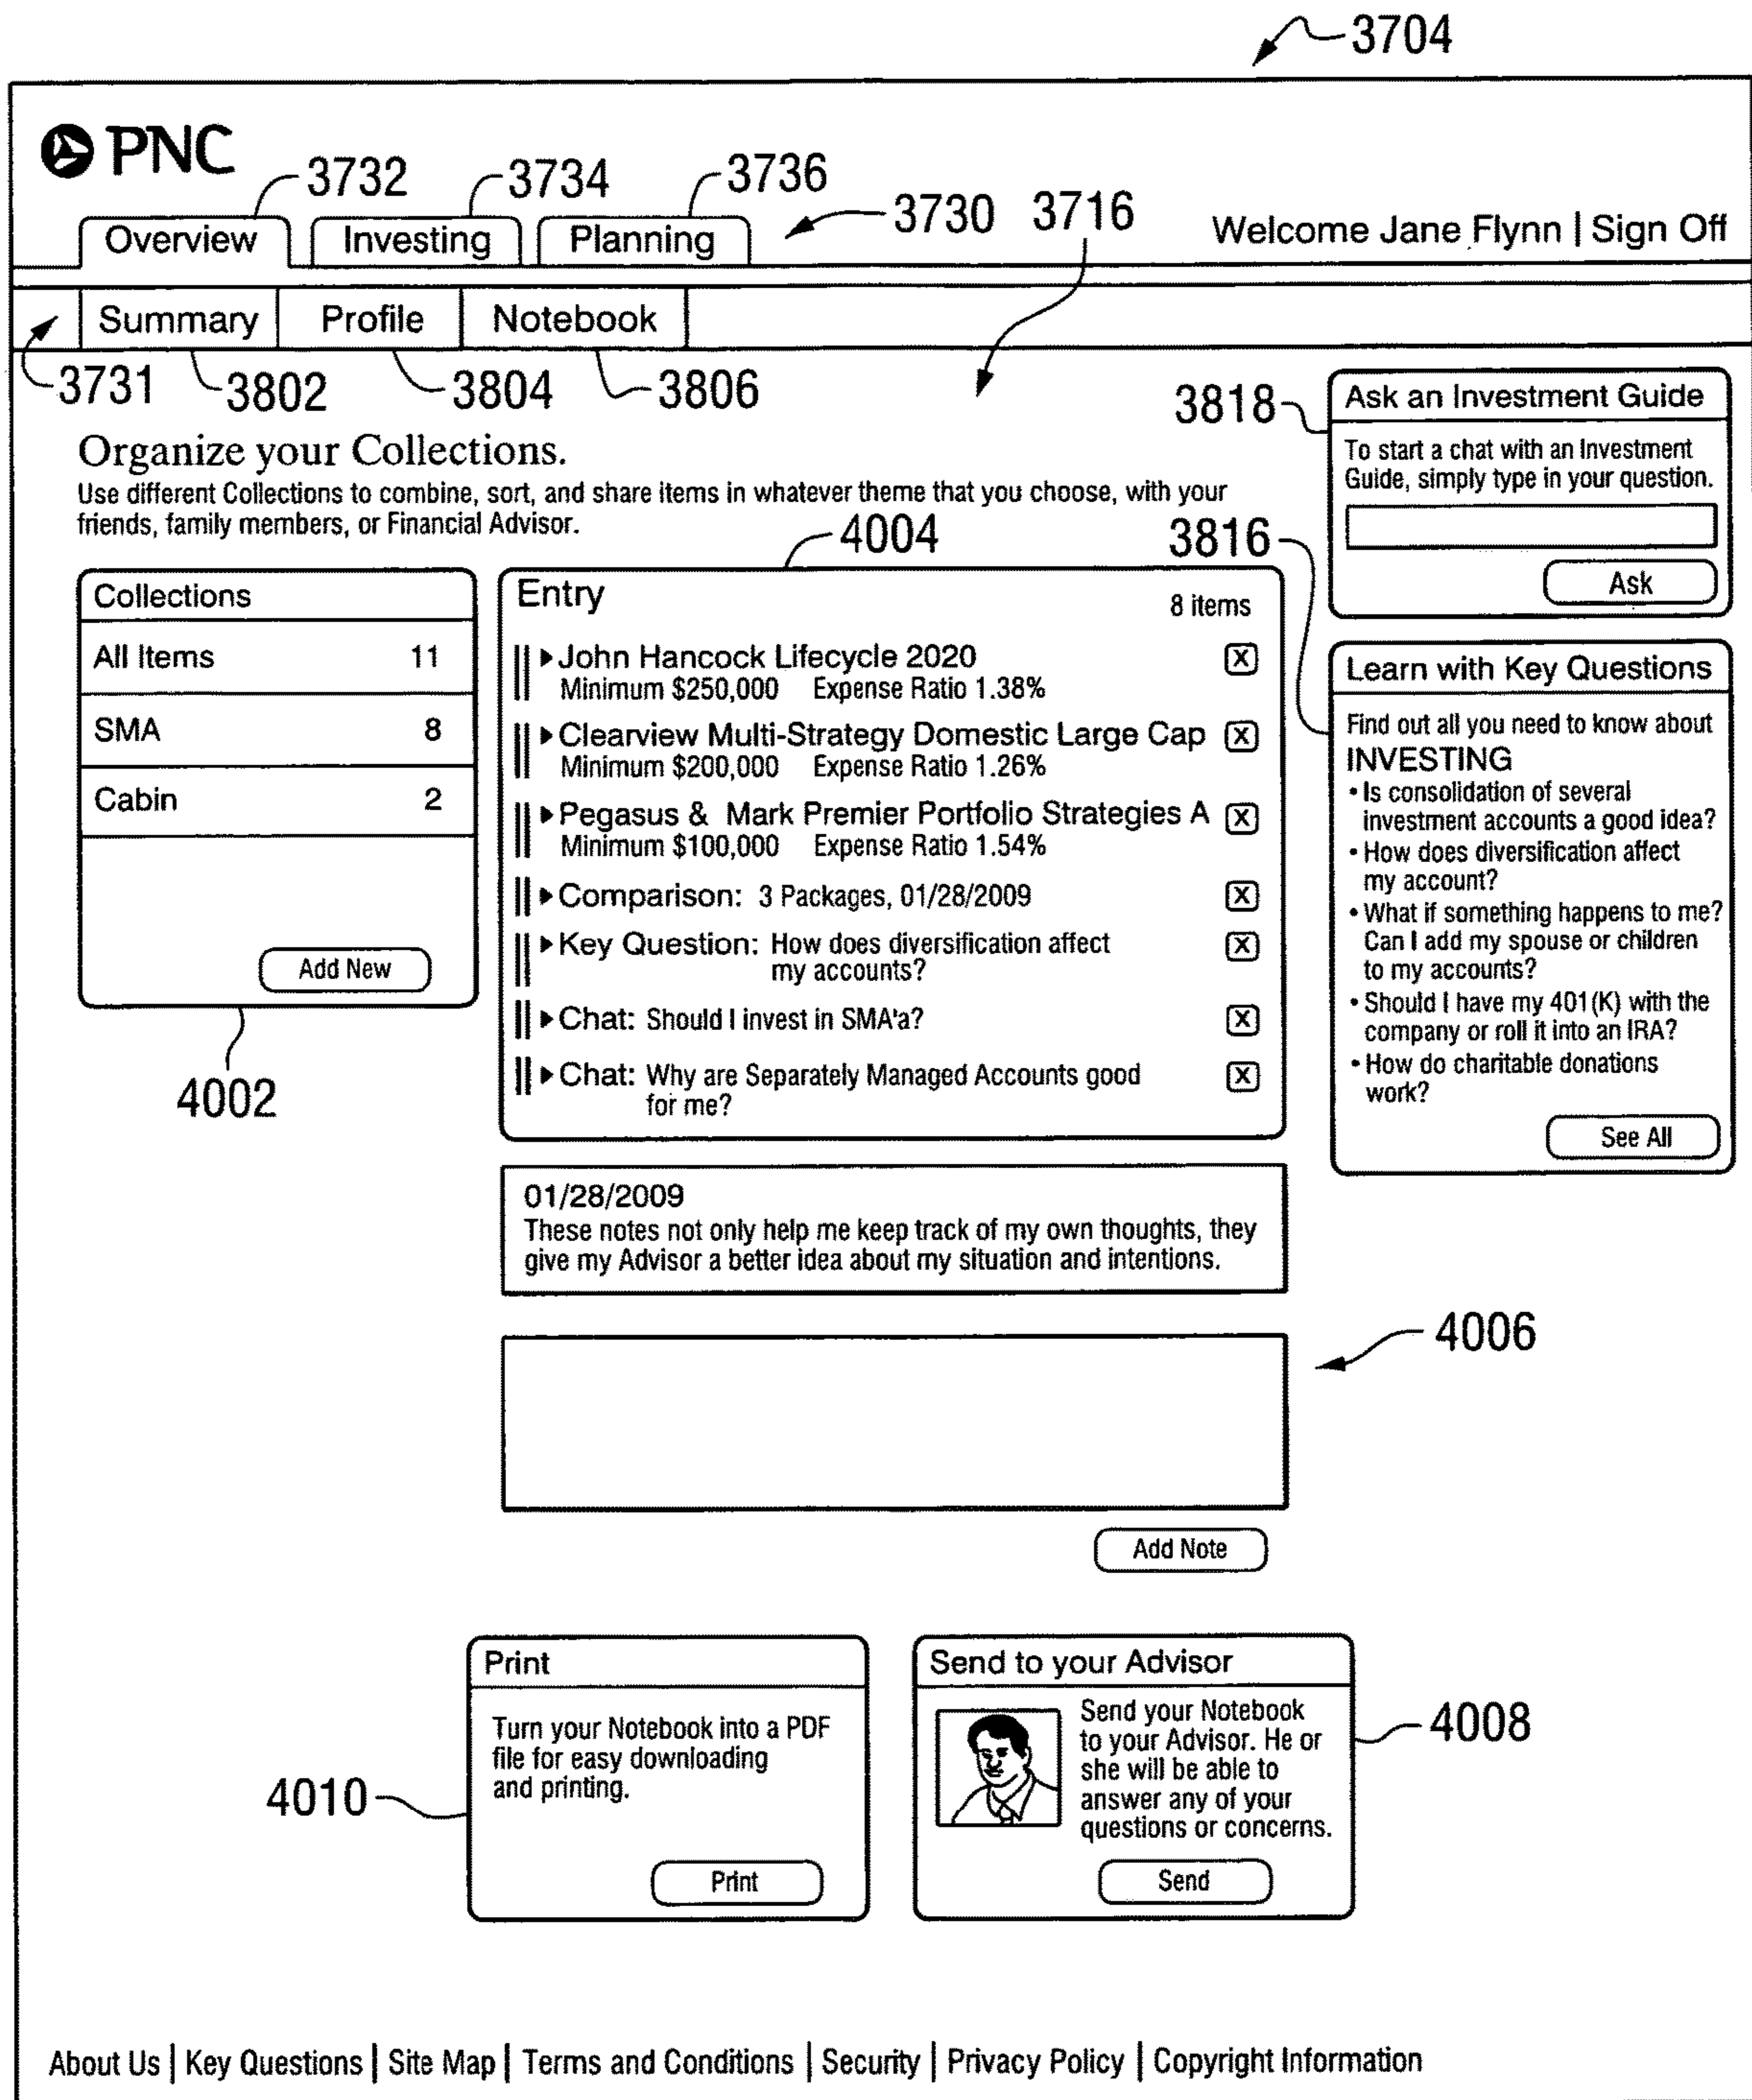 3704
PNC
3732
3734
3736
3730
3716
Welcome Jane Flynn | Sign Off
Overview
Investing
Planning
Summary
Profile
Notebook
3731
3802
3804
3806
Organize your Collections.
Use different Collections to combine, sort, and share items in whatever theme that you choose, with your
friends, family members, or Financial Advisor.
4004
Collections
All Items 11
SMA 8
Cabin 2
Add New
4002
Entry
8 items
John Hancock Lifecycle 2020 X
Minimum $250,000 Expense Ratio 1.38%
Clearview Multi-Strategy Domestic Large Cap X
Minimum $200,000 Expense Ratio 1.26%
Pegasus & Mark Premier Portfolio Strategies A X
Minimum $100,000 Expense Ratio 1.54%
Comparison: 3 Packages, 01/28/2009 X
Key Question: How does diversification affect X
my accounts?
Chat: Should I invest in SMA'a? X
Chat: Why are Separately Managed Accounts good X
for me?
3818
Ask an Investment Guide
To start a chat with an Investment
Guide, simply type in your question.
Ask
3816
Learn with Key Questions
Find out all you need to know about
INVESTING
• Is consolidation of several
investment accounts a good idea?
• How does diversification affect
my account?
• What if something happens to me?
Can I add my spouse or children
to my accounts?
• Should I have my 401(K) with the
company or roll it into an IRA?
• How do charitable donations
work?
See All
01/28/2009
These notes not only help me keep track of my own thoughts, they
give my Advisor a better idea about my situation and intentions.
4006
Add Note
Print
Turn your Notebook into a PDF
file for easy downloading
and printing.
Print
4010
Send to your Advisor
Send your Notebook
to your Advisor. He or
she will be able to
answer any of your
questions or concerns.
Send
4008
About Us | Key Questions | Site Map | Terms and Conditions | Security | Privacy Policy | Copyright Information